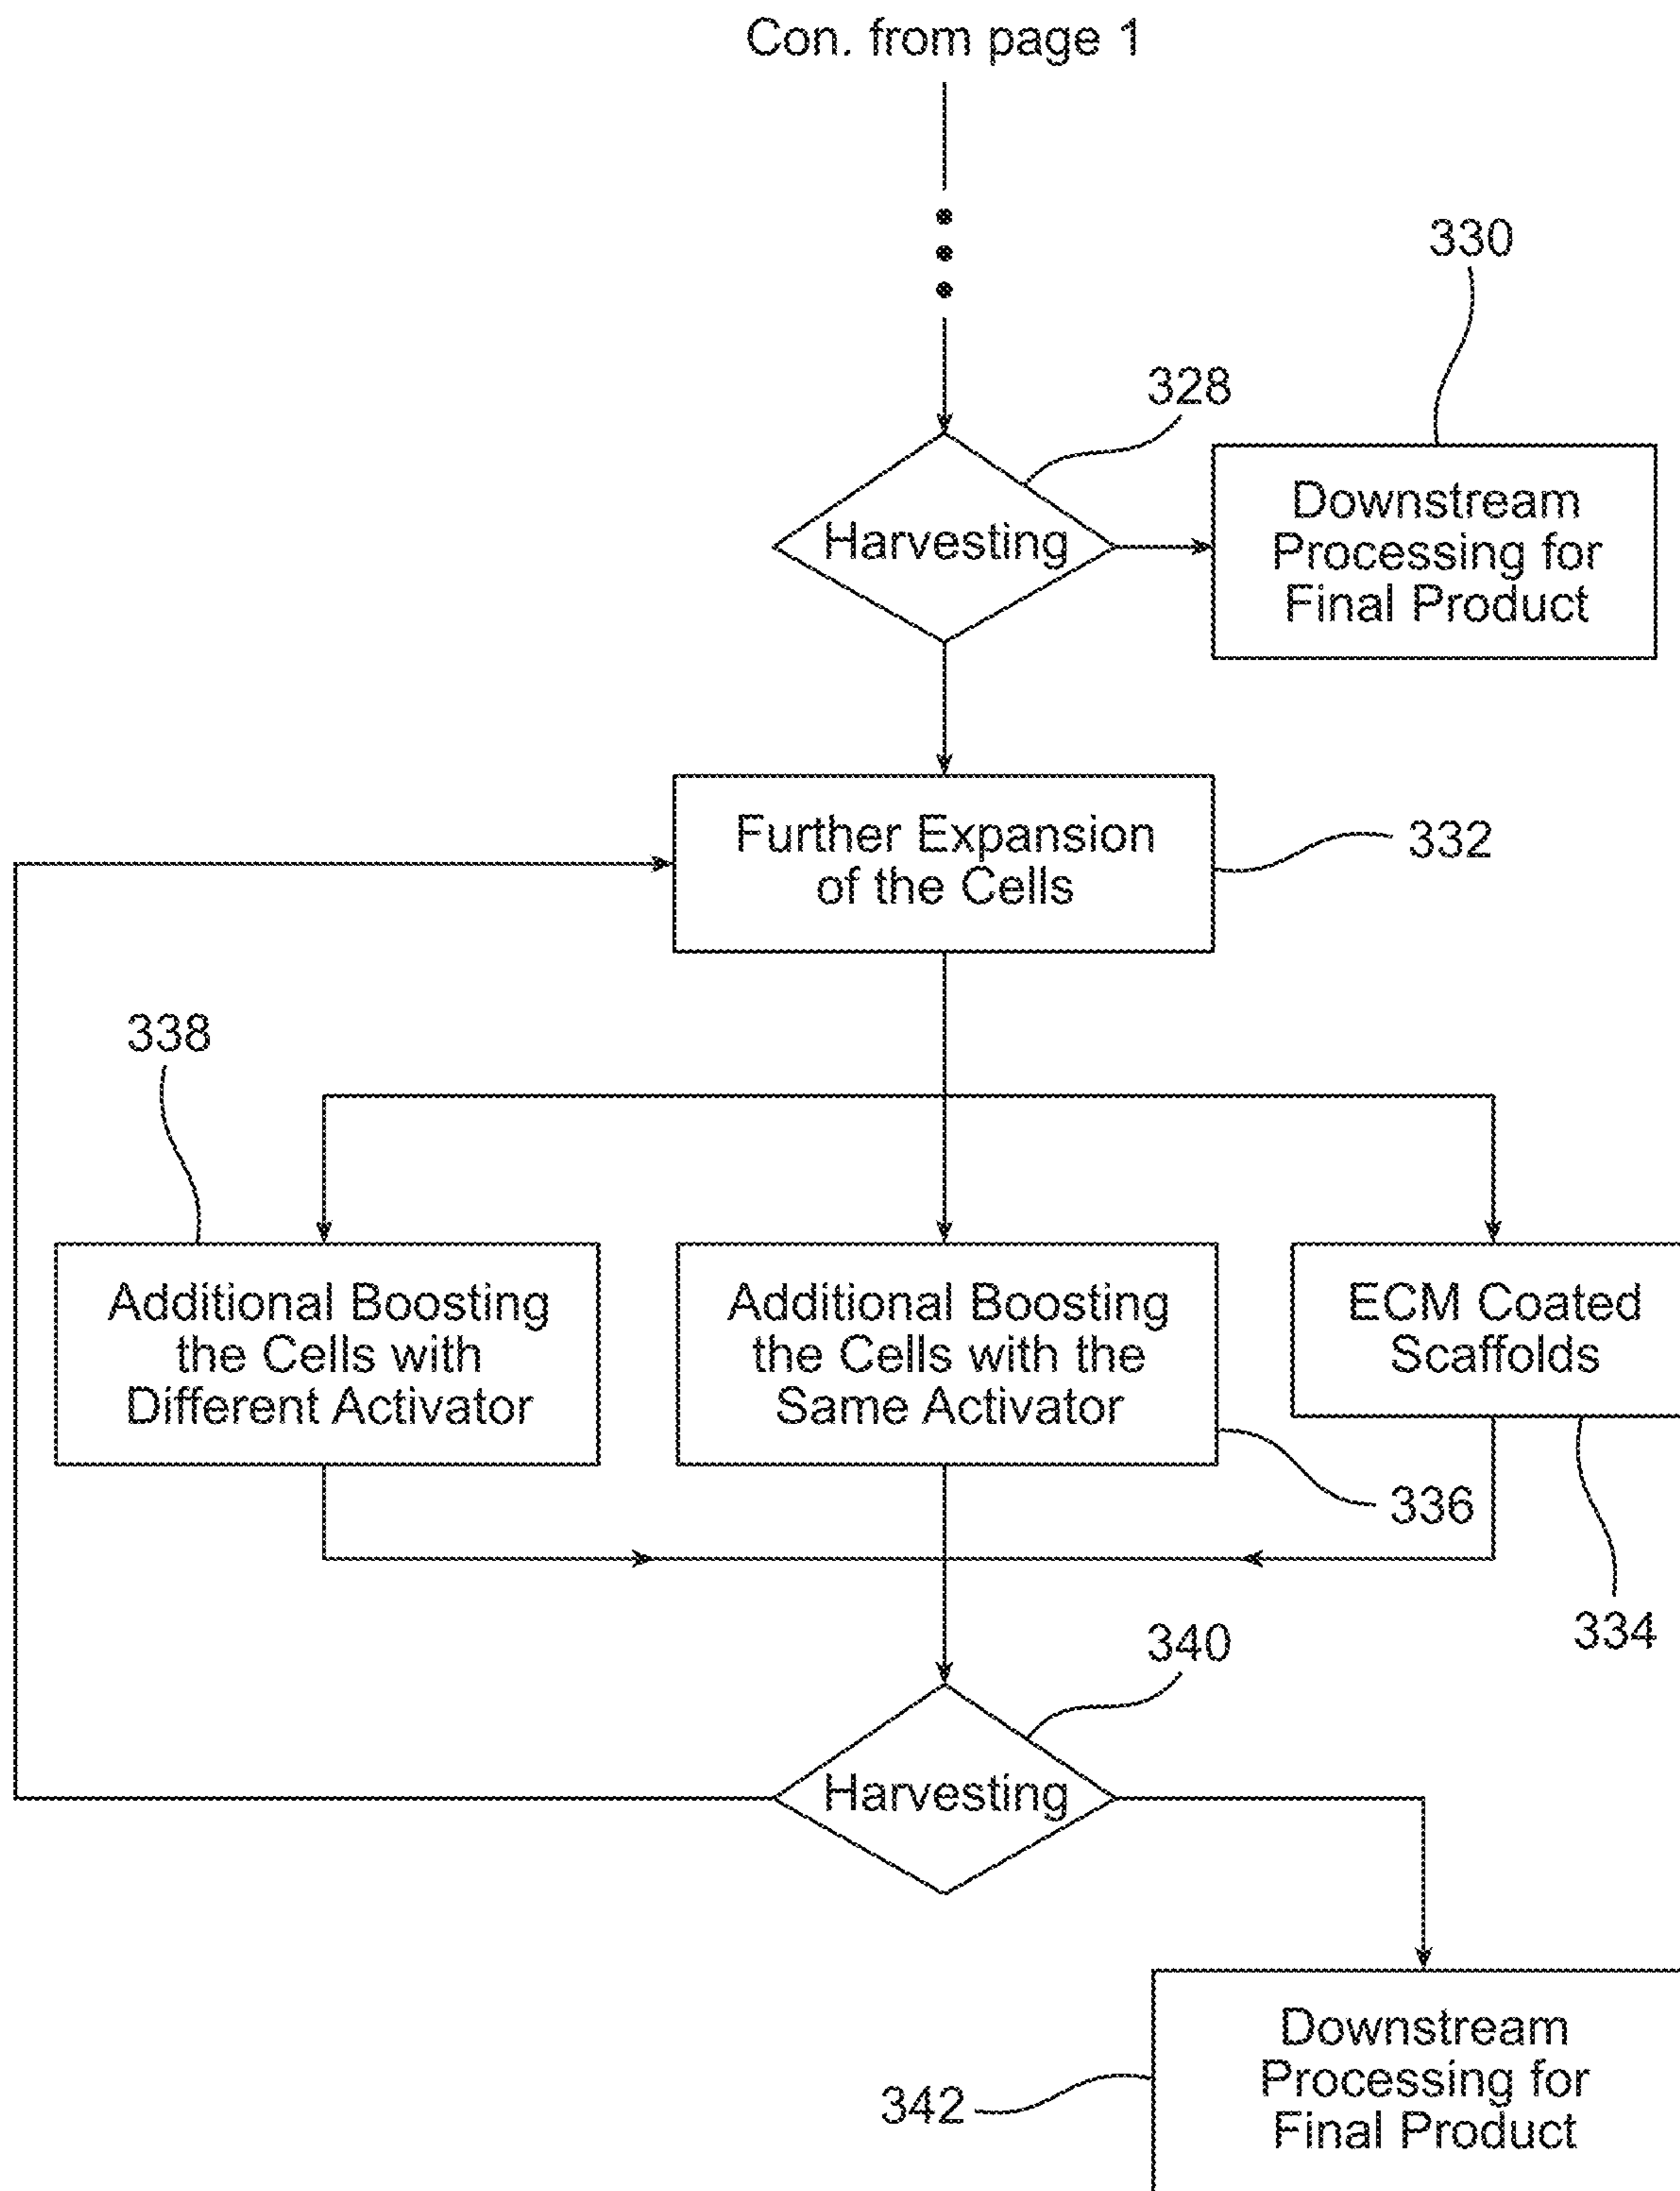 Con. from page 1
330
328
Harvesting
Downstream
Processing for
Final Product
Further Expansion
of the Cells
332
338
Additional Boosting
the Cells with
Different Activator
Additional Boosting
the Cells with the
Same Activator
ECM Coated
Scaffolds
336
334
340
Harvesting
342
Downstream
Processing for
Final Product